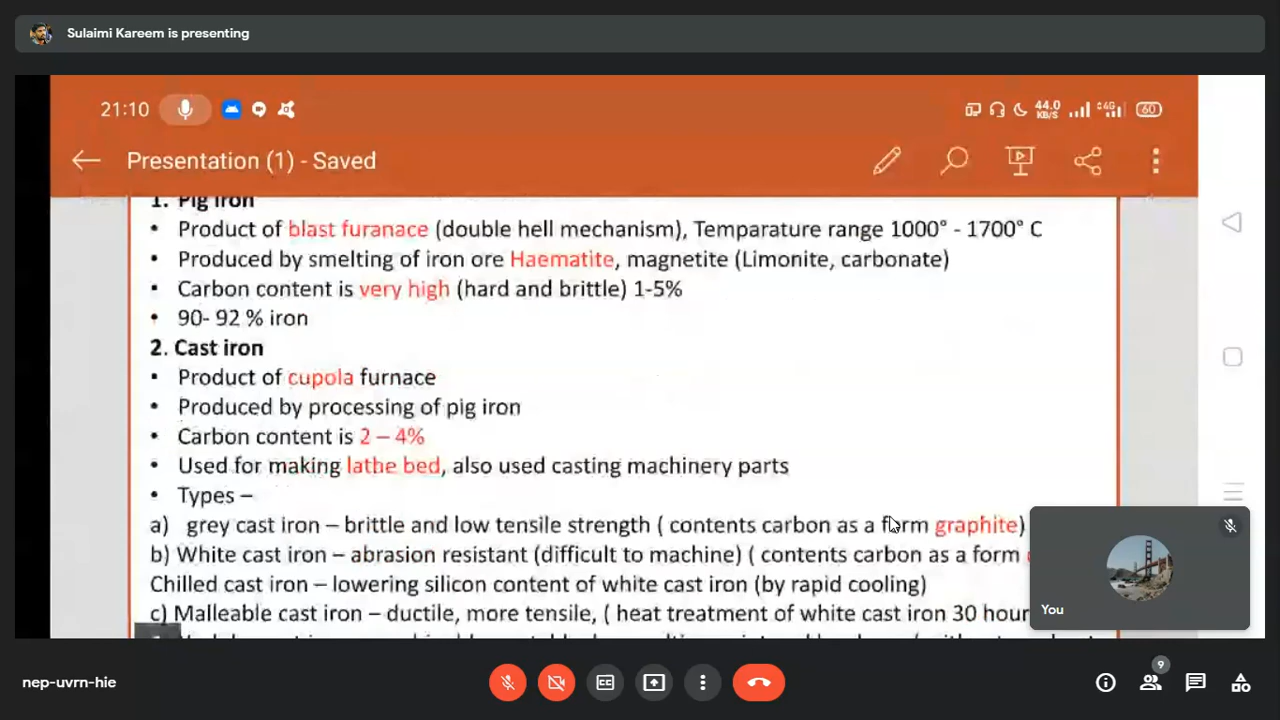 Sulaimi Kareem is presenting
21:10
44.0
KB/S
4G
60
Presentation (1) - Saved
1. Pig iron
• Product of blast furanace (double hell mechanism), Temparature range 1000° - 1700° C
• Produced by smelting of iron ore Haematite, magnetite (Limonite, carbonate)
• Carbon content is very high (hard and brittle) 1-5%
• 90- 92 % iron
2. Cast iron
• Product of cupola furnace
• Produced by processing of pig iron
• Carbon content is 2 – 4%
• Used for making lathe bed, also used casting machinery parts
• Types –
a) grey cast iron – brittle and low tensile strength ( contents carbon as a form graphite)
b) White cast iron – abrasion resistant (difficult to machine) ( contents carbon as a form
Chilled cast iron – lowering silicon content of white cast iron (by rapid cooling)
c) Malleable cast iron – ductile, more tensile, ( heat treatment of white cast iron 30 hour
You
nep-uvrn-hie
CC
9